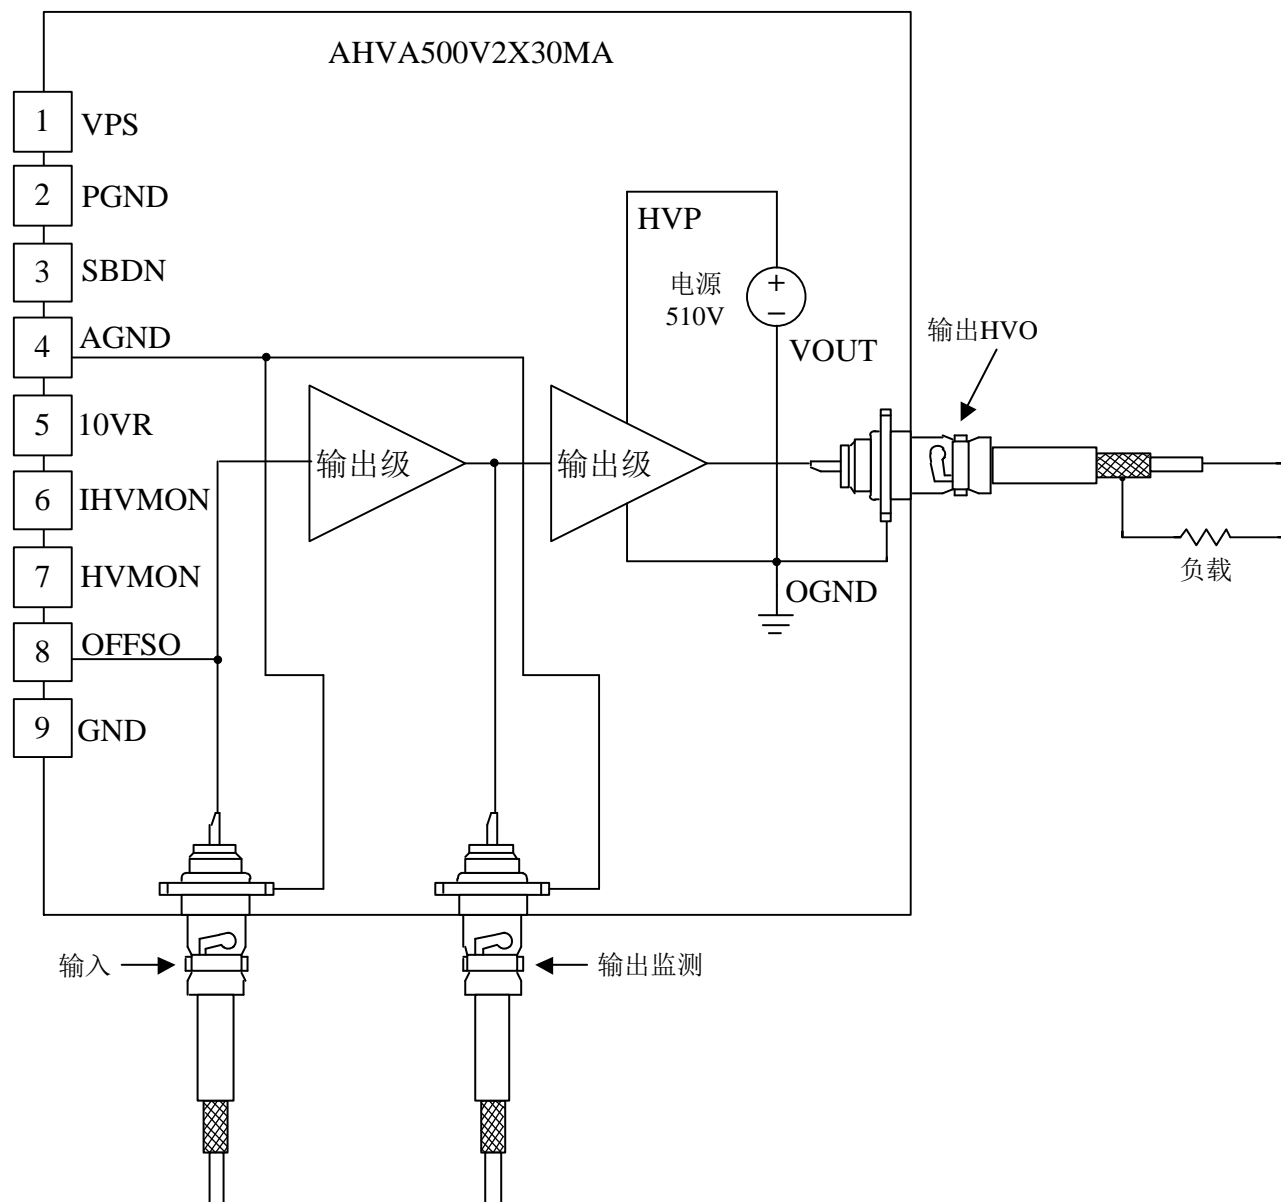 AHVA500V2X30MA
1 VPS
2 PGND
3 SBDN
4 AGND
5 10VR
6 IHVMON
7 HVMON
8 OFFSO
9 GND
HVP
电源
510V
+
−
VOUT
输出HVO
输出级
输出级
负载
OGND
输入
输出监测